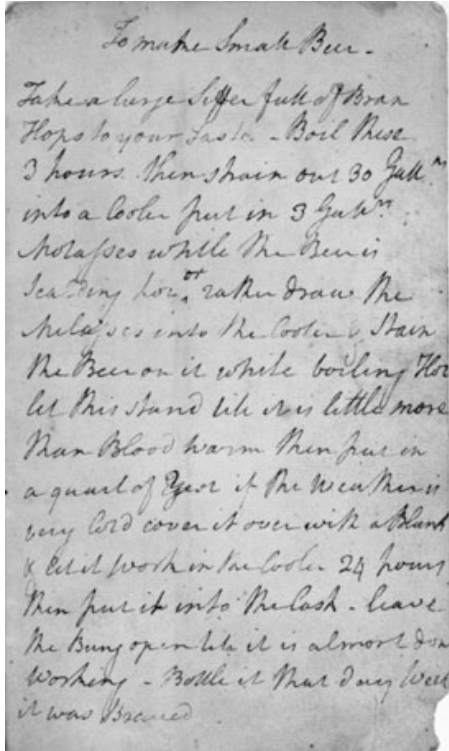 To make Small Beer -
Take a large Siffer full of Bran
Hops to your Taste - Boil these
3 hours. then strain out 30 Gall.ns
into a Cooler put in 3 Gall.ns
Molasses while the Beer is
Scalding hot or rather draw the
Molasses into the Cooler & Stain
the Beer on it while boiling Hot
let this stand till it is little more
than Blood warm then put in
a quart of Yest if the weather is
very Cold cover it over with a Blank
& let it work in the Cooler 24 hours
then put it into the Cask - leave
the Bung open till it is almost don
working - Bottle it that day Week
it was Brewed